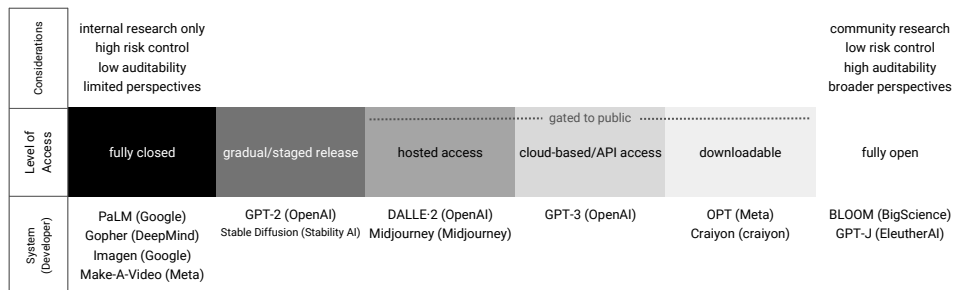 Considerations
internal research only
high risk control
low auditability
limited perspectives
community research
low risk control
high auditability
broader perspectives
Level of
Access
gated to public
fully closed
gradual/staged release
hosted access
cloud-based/API access
downloadable
fully open
System
(Developer)
PaLM (Google)
Gopher (DeepMind)
Imagen (Google)
Make-A-Video (Meta)
GPT-2 (OpenAI)
Stable Diffusion (Stability AI)
DALLE·2 (OpenAI)
Midjourney (Midjourney)
GPT-3 (OpenAI)
OPT (Meta)
Craiyon (craiyon)
BLOOM (BigScience)
GPT-J (EleutherAI)